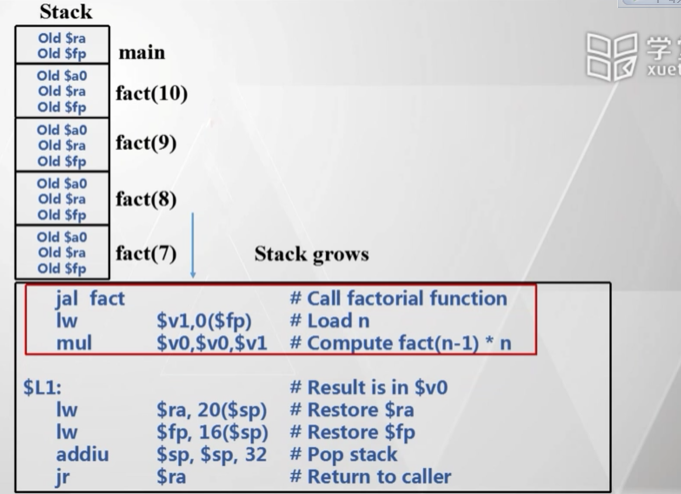 Stack
Old $ra
Old $fp
main
Old $a0
Old $ra
Old $fp
fact(10)
Old $a0
Old $ra
Old $fp
fact(9)
Old $a0
Old $ra
Old $fp
fact(8)
Old $a0
Old $ra
Old $fp
fact(7)
Stack grows
jal fact # Call factorial function
lw $v1,0($fp) # Load n
mul $v0,$v0,$v1 # Compute fact(n-1) * n
$L1: # Result is in $v0
lw $ra, 20($sp) # Restore $ra
lw $fp, 16($sp) # Restore $fp
addiu $sp, $sp, 32 # Pop stack
jr $ra # Return to caller
学
xuet